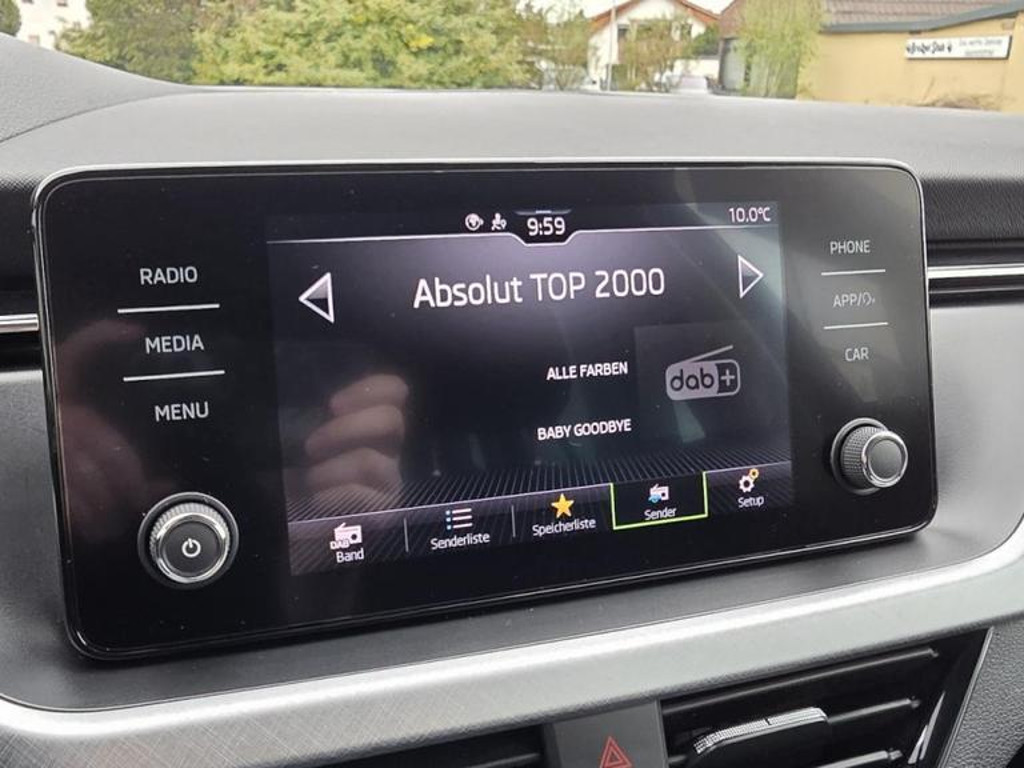 9:59
10.0°C
RADIO
MEDIA
MENU
Absolut TOP 2000
ALLE FARBEN
BABY GOODBYE
dab+
DAB
Band
Senderliste
Speicherliste
Sender
Setup
PHONE
APP/
CAR